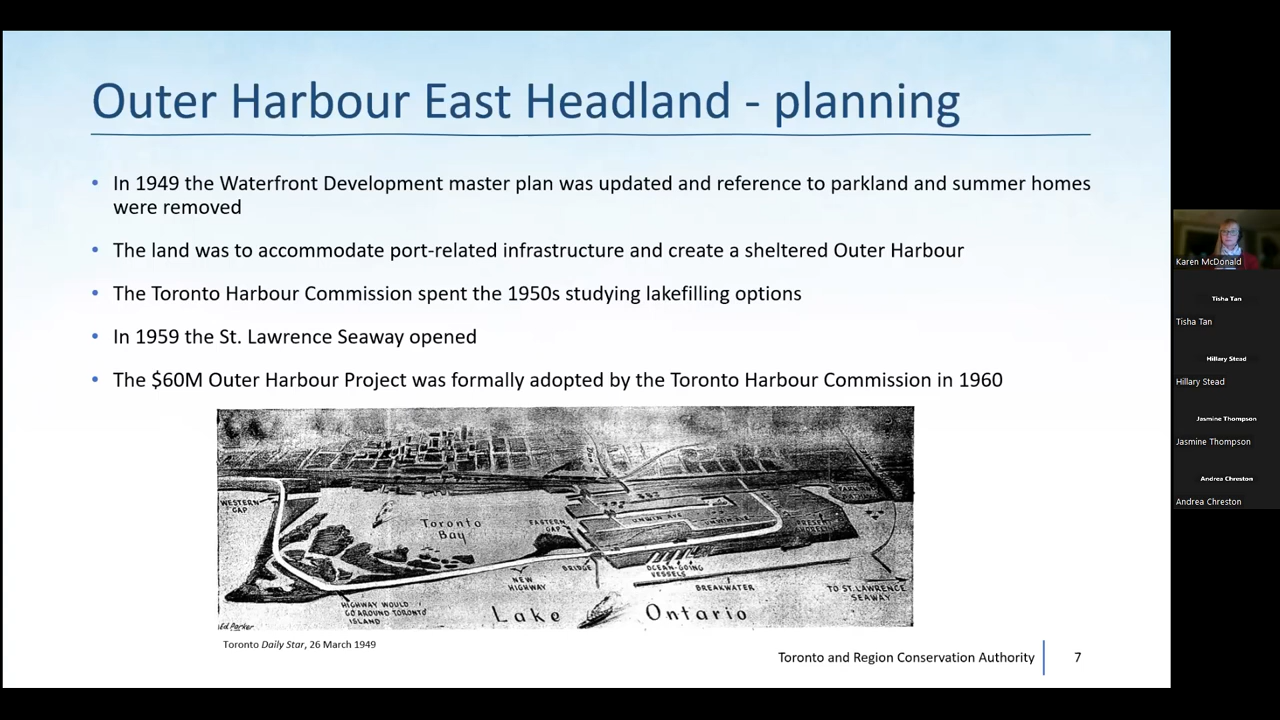 Outer Harbour East Headland - planning
• In 1949 the Waterfront Development master plan was updated and reference to parkland and summer homes
were removed
• The land was to accommodate port-related infrastructure and create a sheltered Outer Harbour
• The Toronto Harbour Commission spent the 1950s studying lakefilling options
• In 1959 the St. Lawrence Seaway opened
• The $60M Outer Harbour Project was formally adopted by the Toronto Harbour Commission in 1960
WESTERN
GAP
Toronto
Bay
EASTERN
GAP
UNWIN AVE
UNWIN
BRIDGE
NEW
HIGHWAY
OCEAN-GOING
VESSELS
BREAKWATER
TO ST. LAWRENCE
SEAWAY
HIGHWAY WOULD
GO AROUND TORONTO
ISLAND
Lake Ontario
Toronto Daily Star, 26 March 1949
Toronto and Region Conservation Authority
7
Karen McDonald
Tisha Tan
Tisha Tan
Hillary Stead
Hillary Stead
Jasmine Thompson
Jasmine Thompson
Andrea Chreston
Andrea Chreston